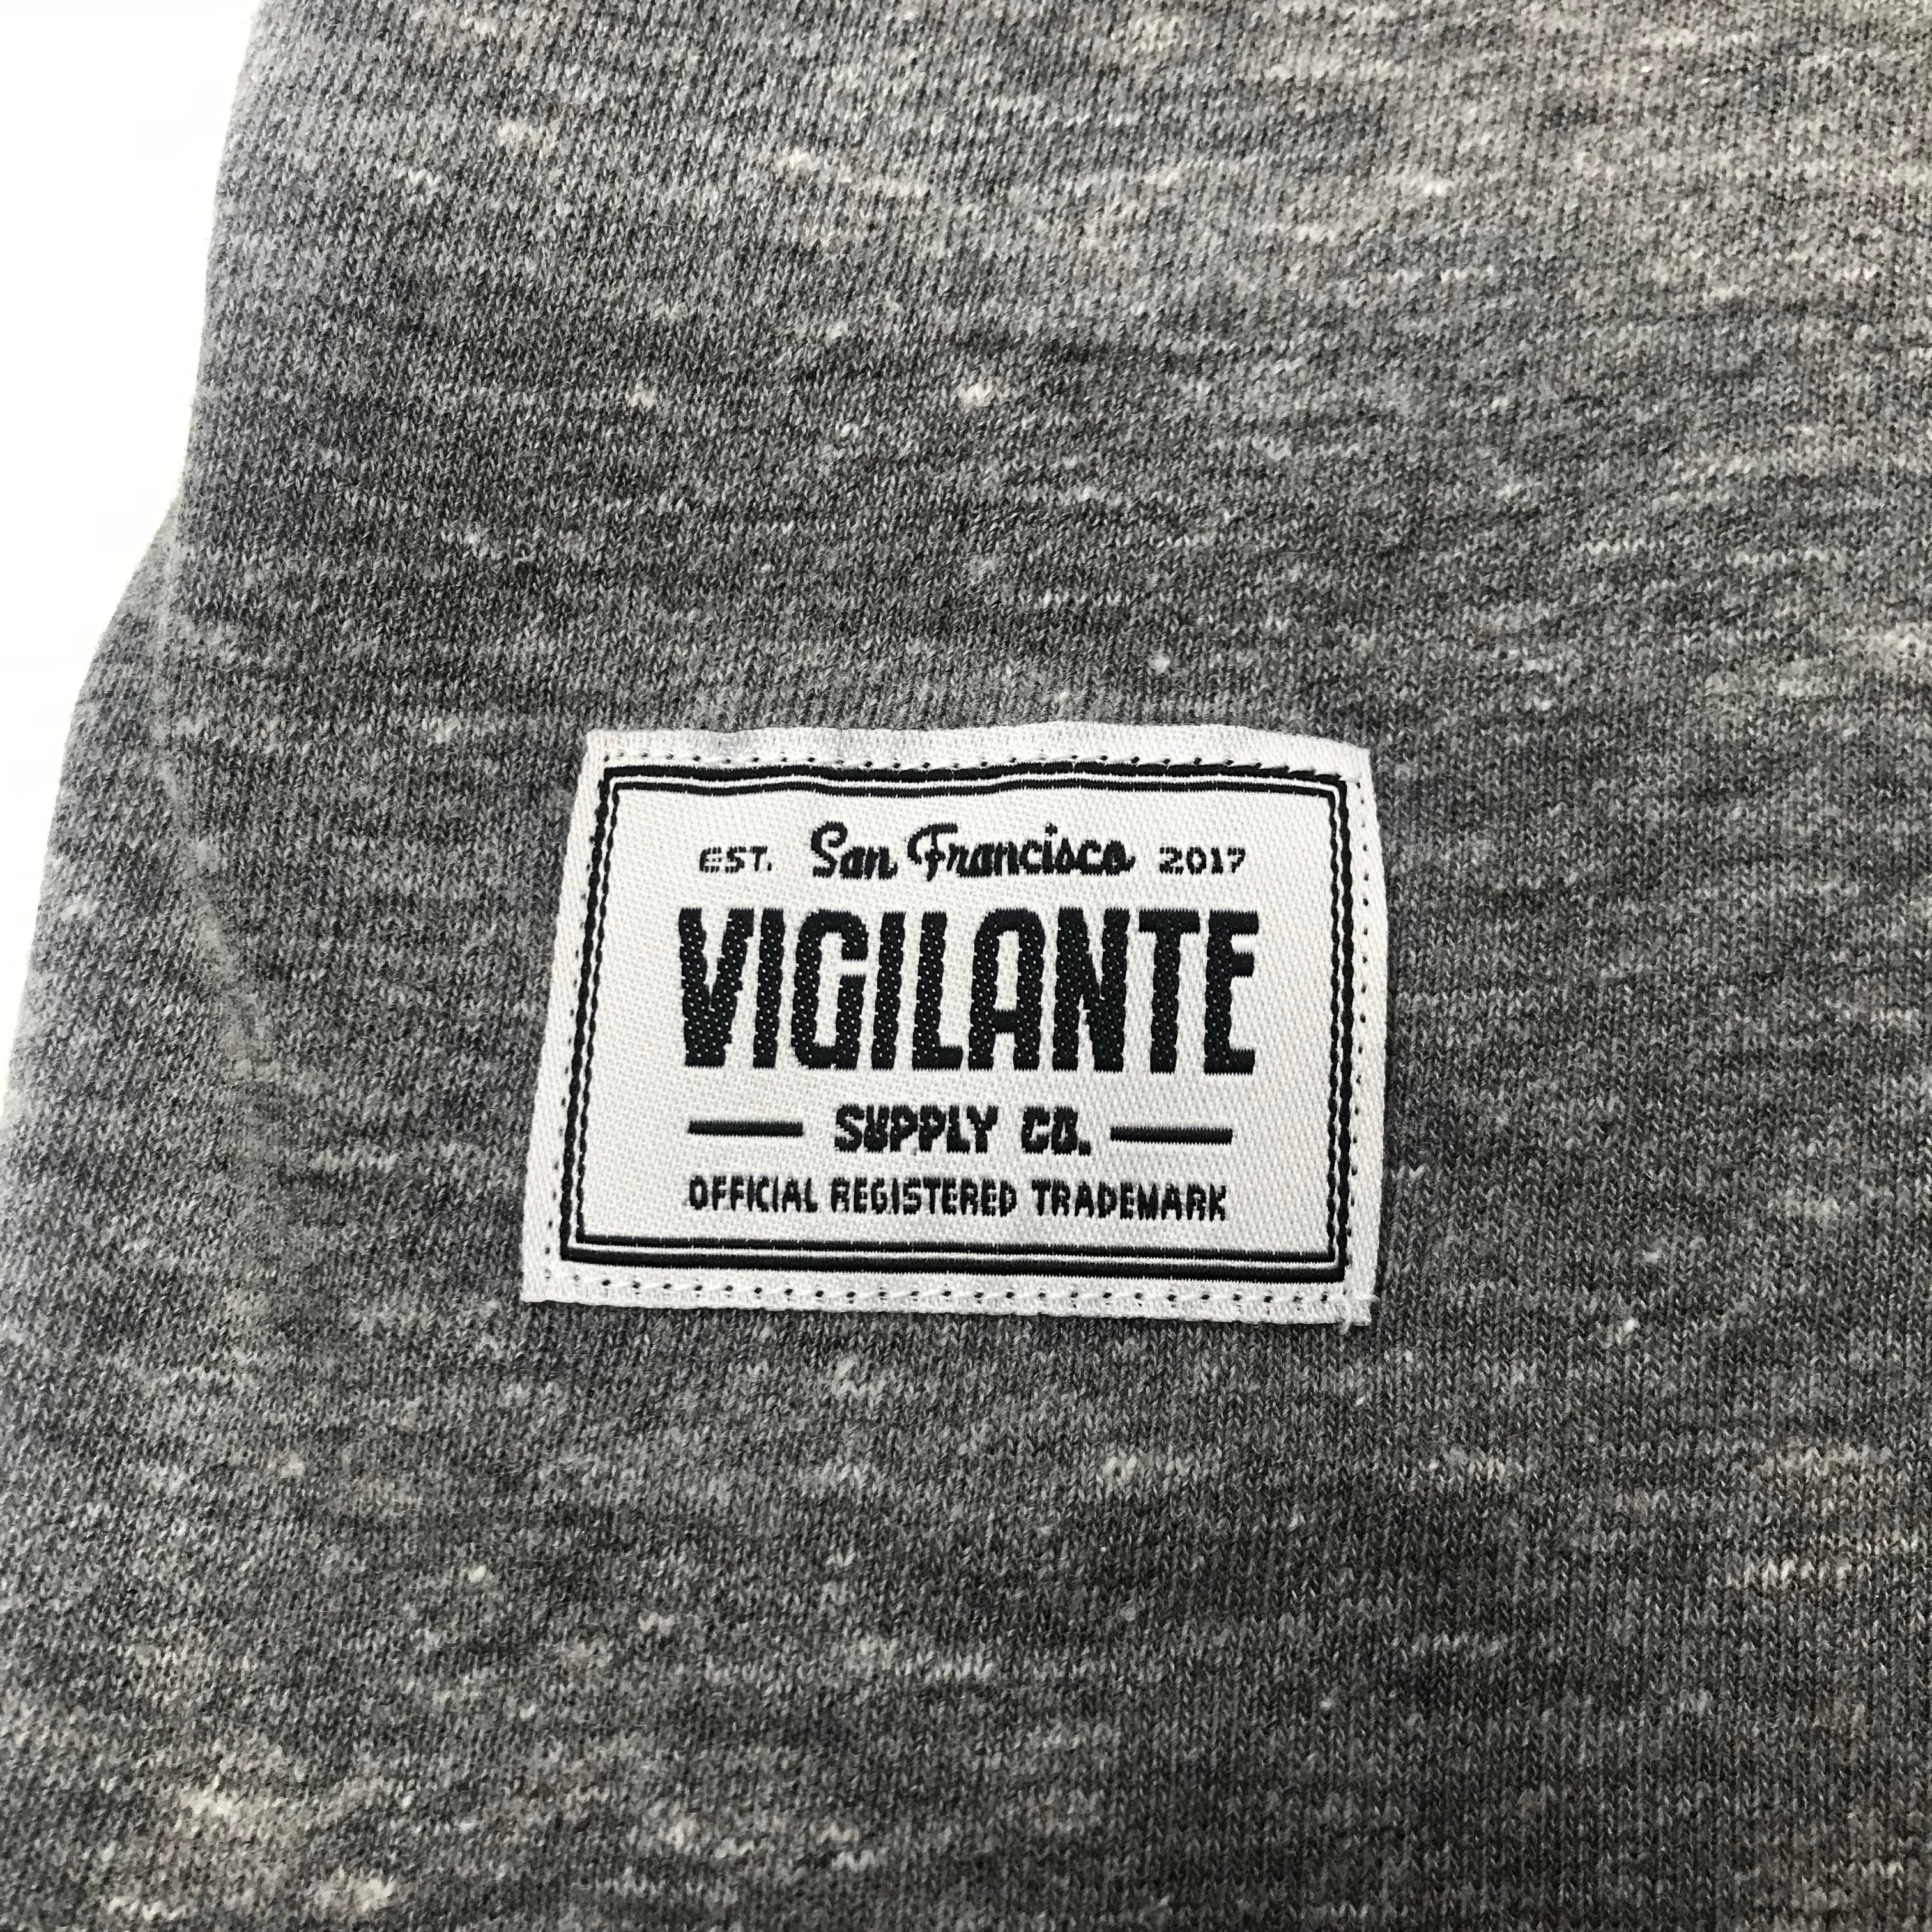 EST. San Francisco 2017
VIGILANTE
SUPPLY CO.
OFFICIAL REGISTERED TRADEMARK